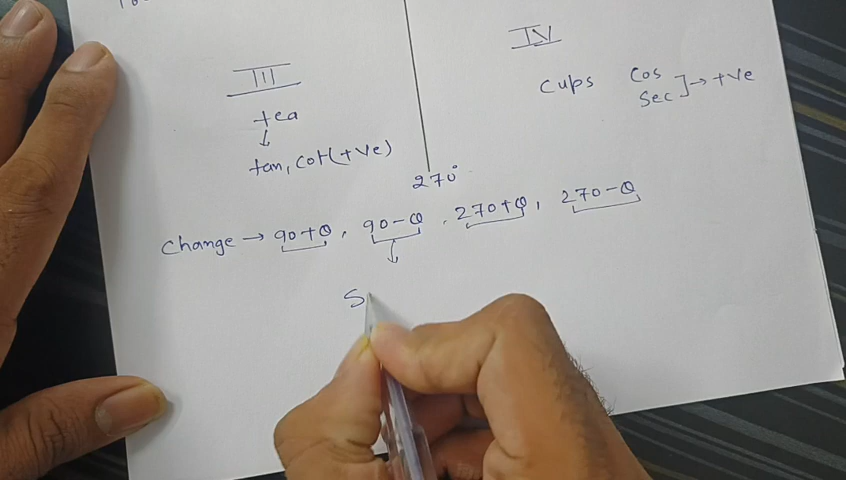 III
IV
tea
cups cos
sec ] → +ve
tan, cot (+ve)
270°
Change → 90+θ, 90-θ, 270+θ, 270-θ
S